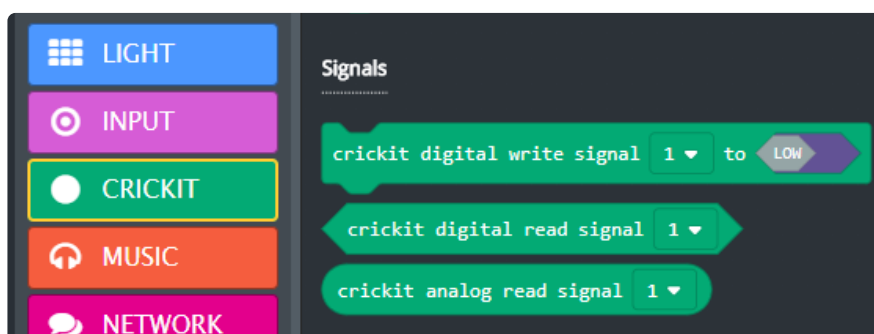 LIGHT
INPUT
CRICKIT
MUSIC
NETWORK
Signals
crickit digital write signal 1 to LOW
crickit digital read signal 1
crickit analog read signal 1